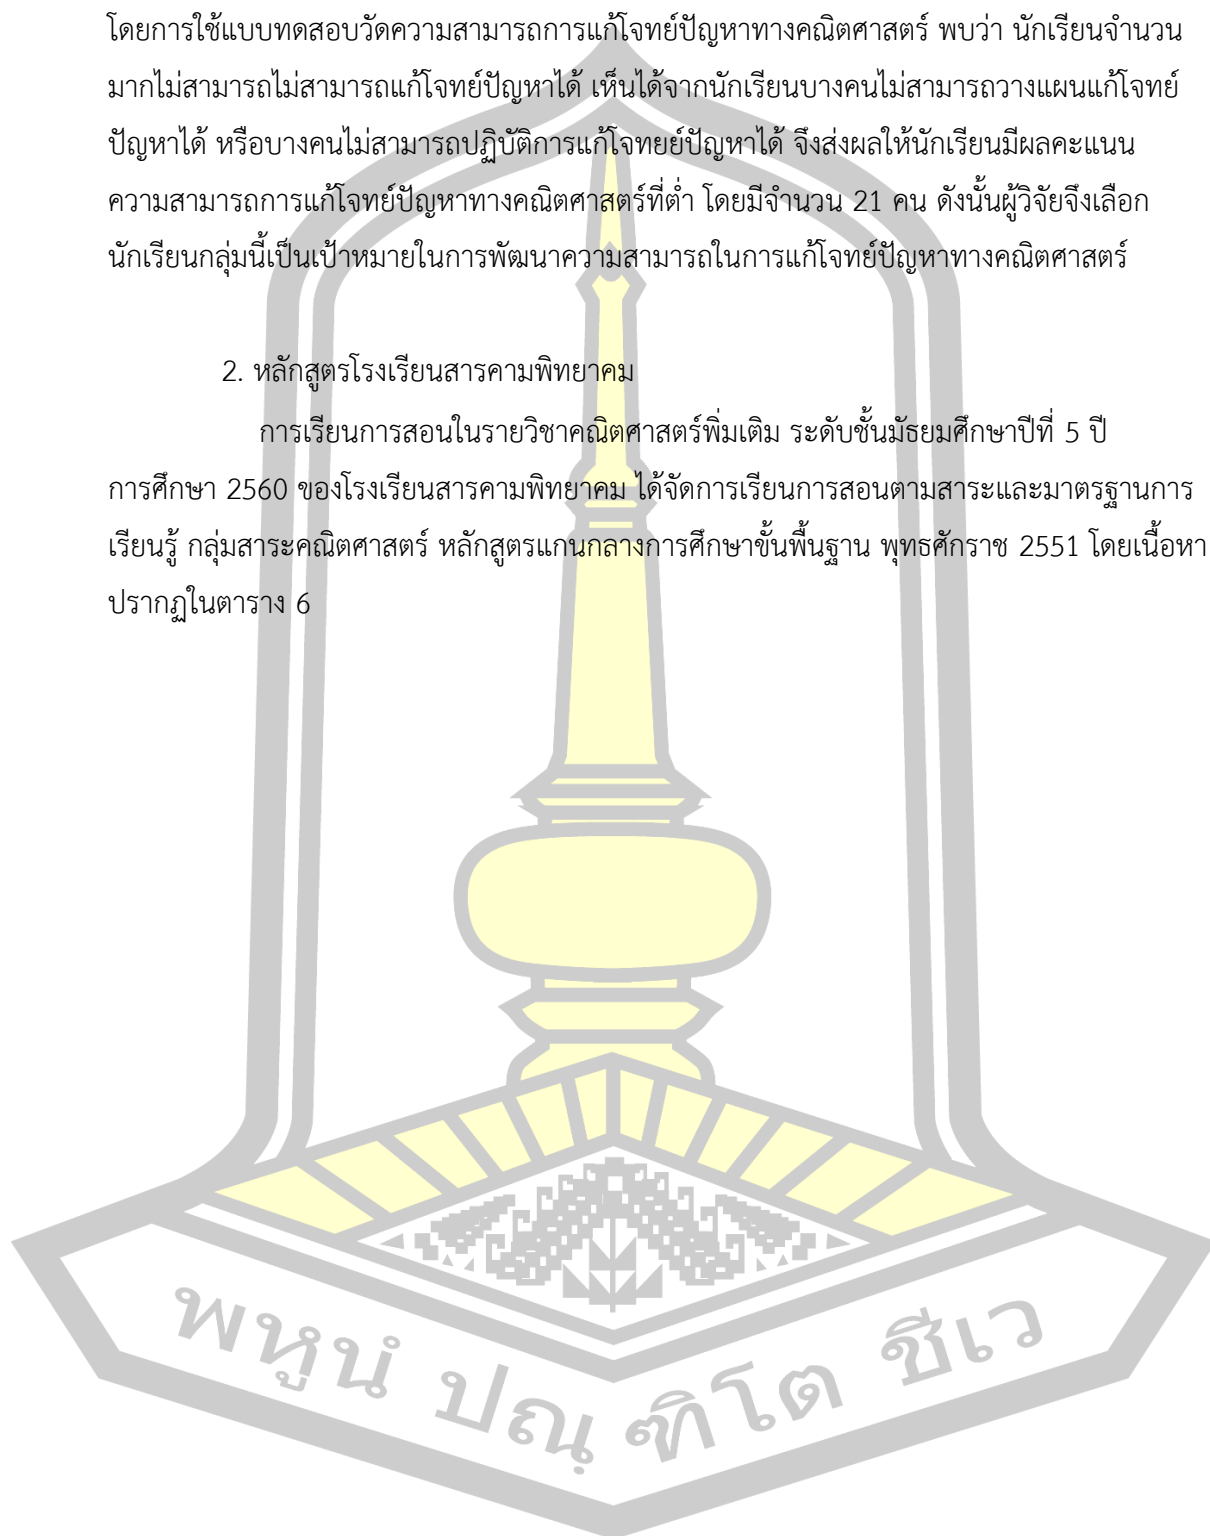 โดยการใช้แบบทดสอบวัดความสามารถการแก้โจทย์ปัญหาทางคณิตศาสตร์ พบว่า นักเรียนจำนวน
มากไม่สามารถไม่สามารถแก้โจทย์ปัญหาได้ เห็นได้จากนักเรียนบางคนไม่สามารถวางแผนแก้โจทย์
ปัญหาได้ หรือบางคนไม่สามารถปฏิบัติการแก้โจทยย์ปัญหาได้ จึงส่งผลให้นักเรียนมีผลคะแนน
ความสามารถการแก้โจทย์ปัญหาทางคณิตศาสตร์ที่ต่ำ โดยมีจำนวน 21 คน ดังนั้นผู้วิจัยจึงเลือก
นักเรียนกลุ่มนี้เป็นเป้าหมายในการพัฒนาความสามารถในการแก้โจทย์ปัญหาทางคณิตศาสตร์
2. หลักสูตรโรงเรียนสารคามพิทยาคม
การเรียนการสอนในรายวิชาคณิตศาสตร์พิ่มเติม ระดับชั้นมัธยมศึกษาปีที่ 5 ปี
การศึกษา 2560 ของโรงเรียนสารคามพิทยาคม ได้จัดการเรียนการสอนตามสาระและมาตรฐานการ
เรียนรู้ กลุ่มสาระคณิตศาสตร์ หลักสูตรแกนกลางการศึกษาขั้นพื้นฐาน พุทธศักราช 2551 โดยเนื้อหา
ปรากฏในตาราง 6
พหูนํ ปณฺฑิโต ชีเว